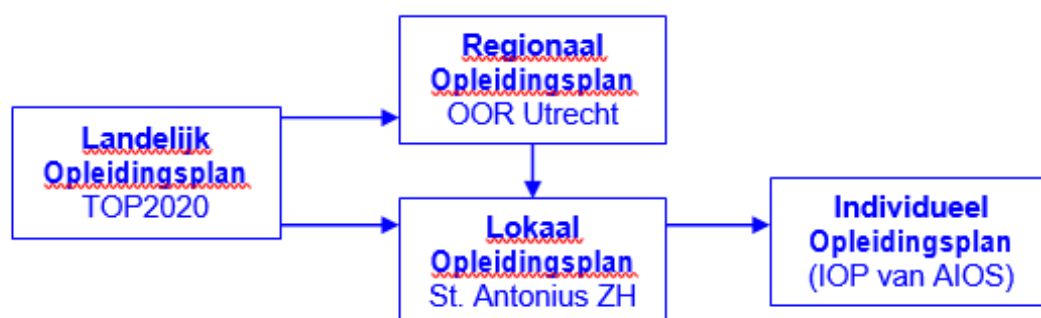 Landelijk
Opleidingsplan
TOP2020
Regionaal
Opleidingsplan
OOR Utrecht
Lokaal
Opleidingsplan
St. Antonius ZH
Individueel
Opleidingsplan
(IOP van AIOS)